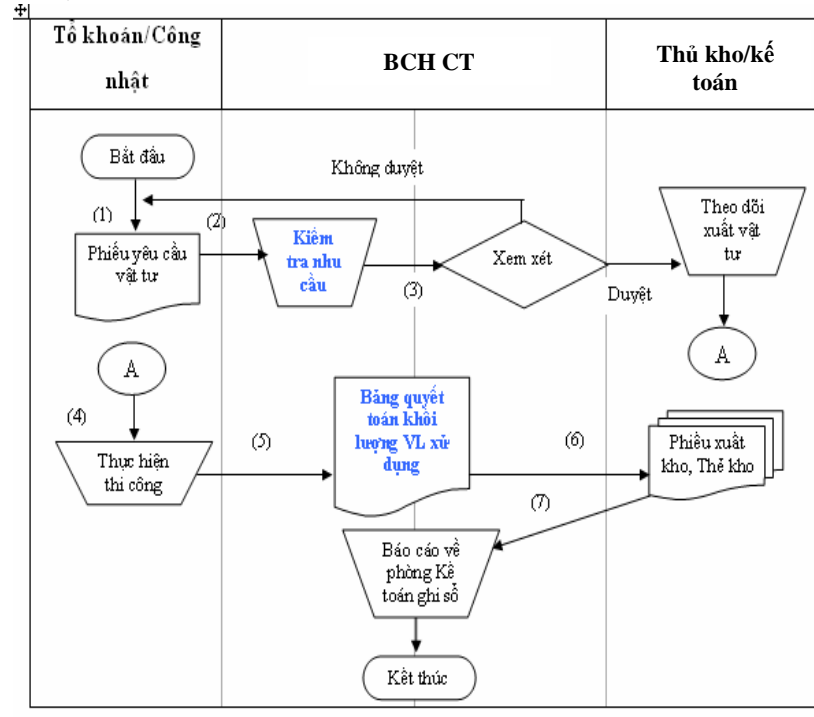 Tổ khoán/Công
nhật
BCH CT
Thủ kho/kế
toán
Bắt đầu
Không duyệt
(1)
(2)
Phiếu yêu cầu
vật tư
Kiểm
tra nhu
cầu
(3)
Xem xét
Duyệt
Theo dõi
xuất vật
tư
A
A
(4)
Thực hiện
thi công
(5)
Bảng quyết
toán khối
lượng VL xử
dụng
(6)
Phiếu xuất
kho, Thẻ kho
(7)
Báo cáo về
phòng Kế
toán ghi sổ
Kết thúc